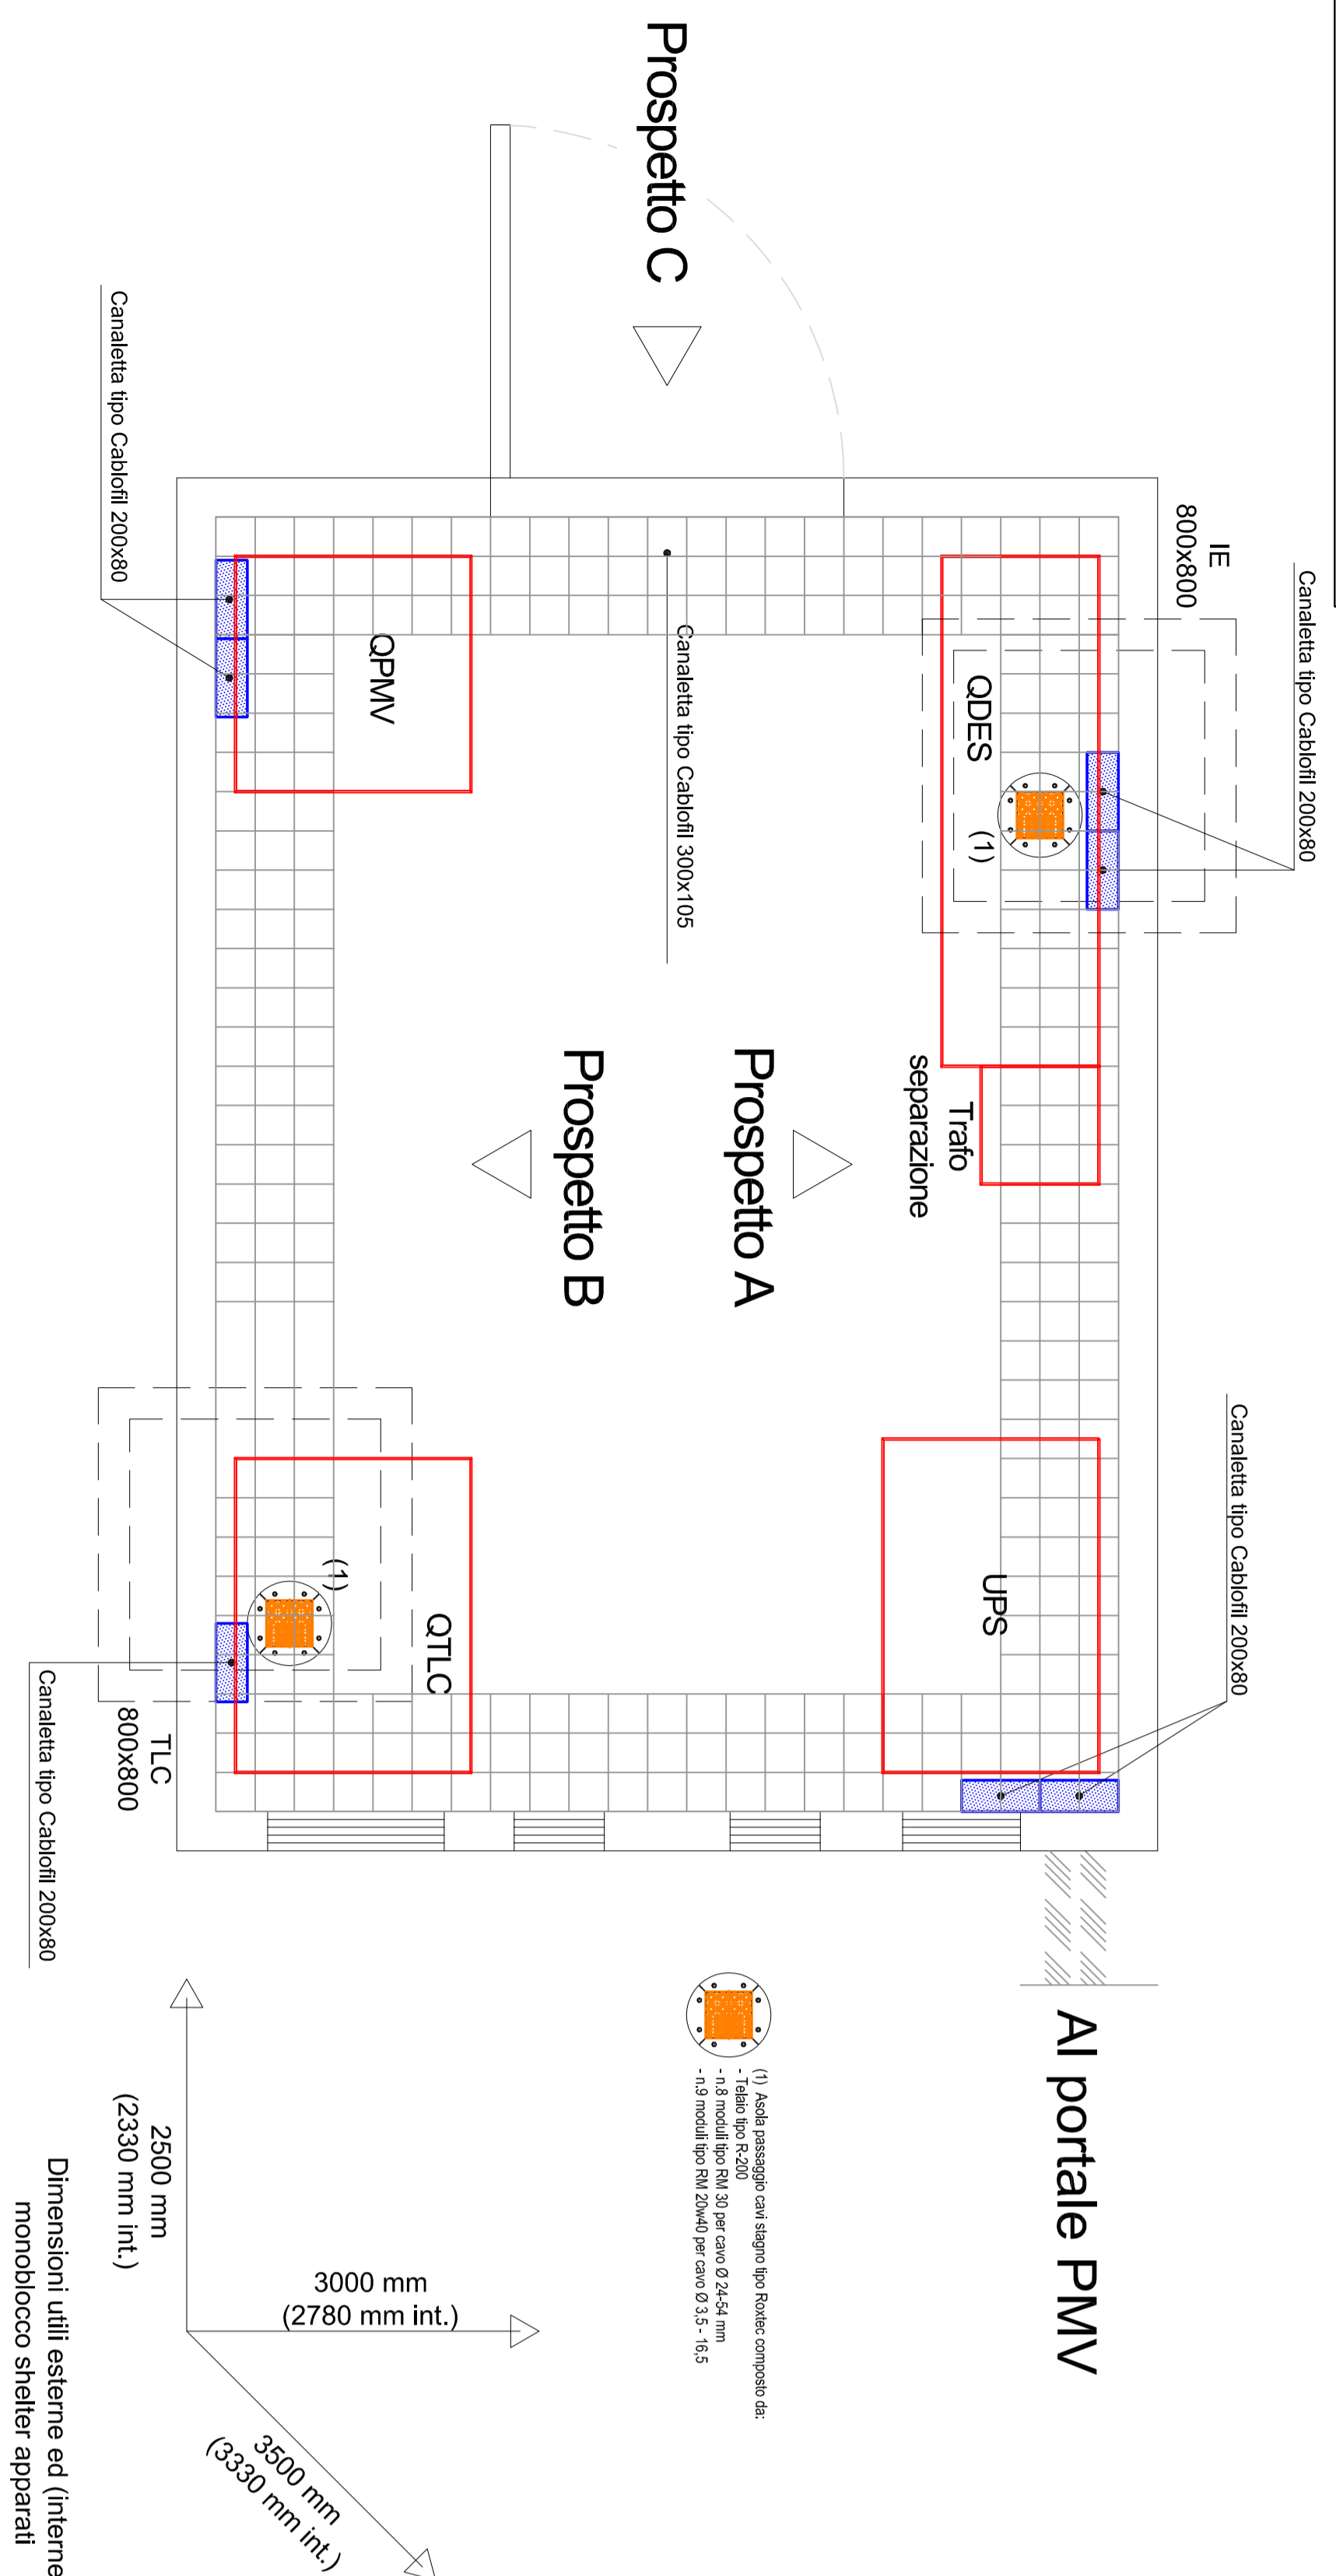 Prospetto C
IE
800x800
Canaletta tipo Cablofil 200x80
Canaletta tipo Cablofil 200x80
QPMV
QDES
(1)
Canaletta tipo Cablofil 300x105
Prospetto A
Prospetto B
Trafo
separazione
Canaletta tipo Cablofil 200x80
UPS
(1)
QTLC
TLC
800x800
Canaletta tipo Cablofil 200x80
Al portale PMV
(1) Asola passaggio cavi stagno tipo Roxtec composto da:
- Telaio tipo R-200
- n.8 moduli tipo RM 30 per cavo Ø 24-54 mm
- n.9 moduli tipo RM 20w40 per cavo Ø 3,5 - 16,5
2500 mm
(2330 mm int.)
3000 mm
(2780 mm int.)
3500 mm
(3330 mm int.)
Dimensioni utili esterne ed (interne
monoblocco shelter apparati